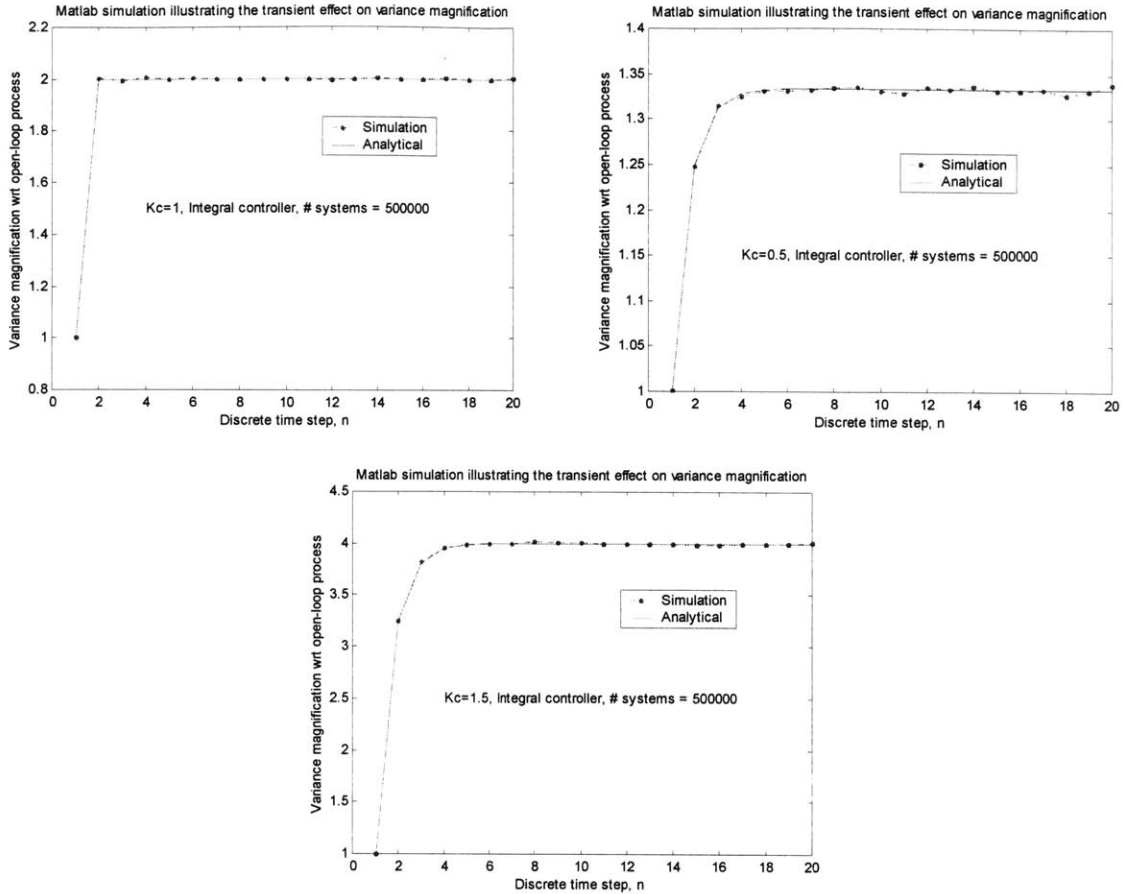 Matlab simulation illustrating the transient effect on variance magnification
2.2
2
1.8
1.6
1.4
1.2
1
0.8
Variance magnification wrt open-loop process
Simulation
Analytical
Kc=1, Integral controller, # systems = 500000
0 2 4 6 8 10 12 14 16 18 20
Discrete time step, n
Matlab simulation illustrating the transient effect on variance magnification
1.4
1.35
1.3
1.25
1.2
1.15
1.1
1.05
1
Variance magnification wrt open-loop process
Simulation
Analytical
Kc=0.5, Integral controller, # systems = 500000
0 2 4 6 8 10 12 14 16 18 20
Discrete time step, n
Matlab simulation illustrating the transient effect on variance magnification
4.5
4
3.5
3
2.5
2
1.5
1
Variance magnification wrt open-loop process
Simulation
Analytical
Kc=1.5, Integral controller, # systems = 500000
0 2 4 6 8 10 12 14 16 18 20
Discrete time step, n